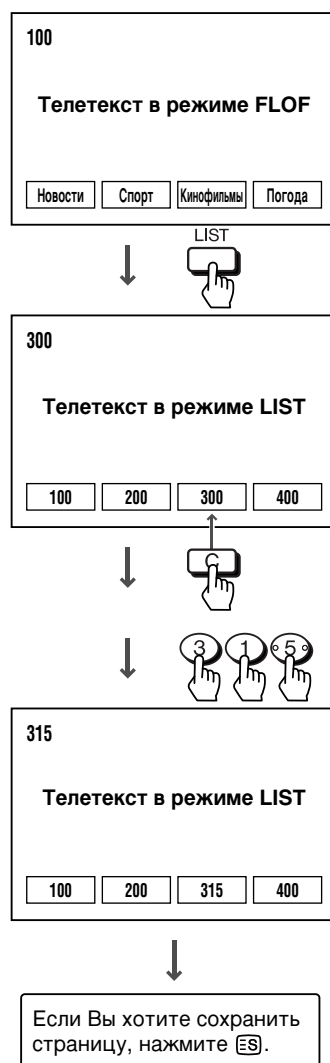 100
Телетекст в режиме FLOF
Новости Спорт Кинофильмы Погода
LIST
300
Телетекст в режиме LIST
100 200 300 400
C
3 1 5
315
Телетекст в режиме LIST
100 200 315 400
Если Вы хотите сохранить
страницу, нажмите ES.